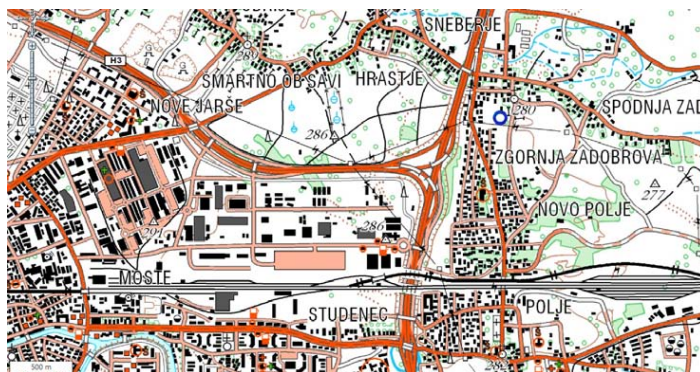 SNEBERJE
H3
281
ŠMARTNO OB SAVI
HRASTJE
NOVE JARŠE
280
SPODNJA ZAD
286
ZGORNJA ZADOBROVA
277
NOVO POLJE
291
286
MOSTE
STUDENEC
POLJE
500 m